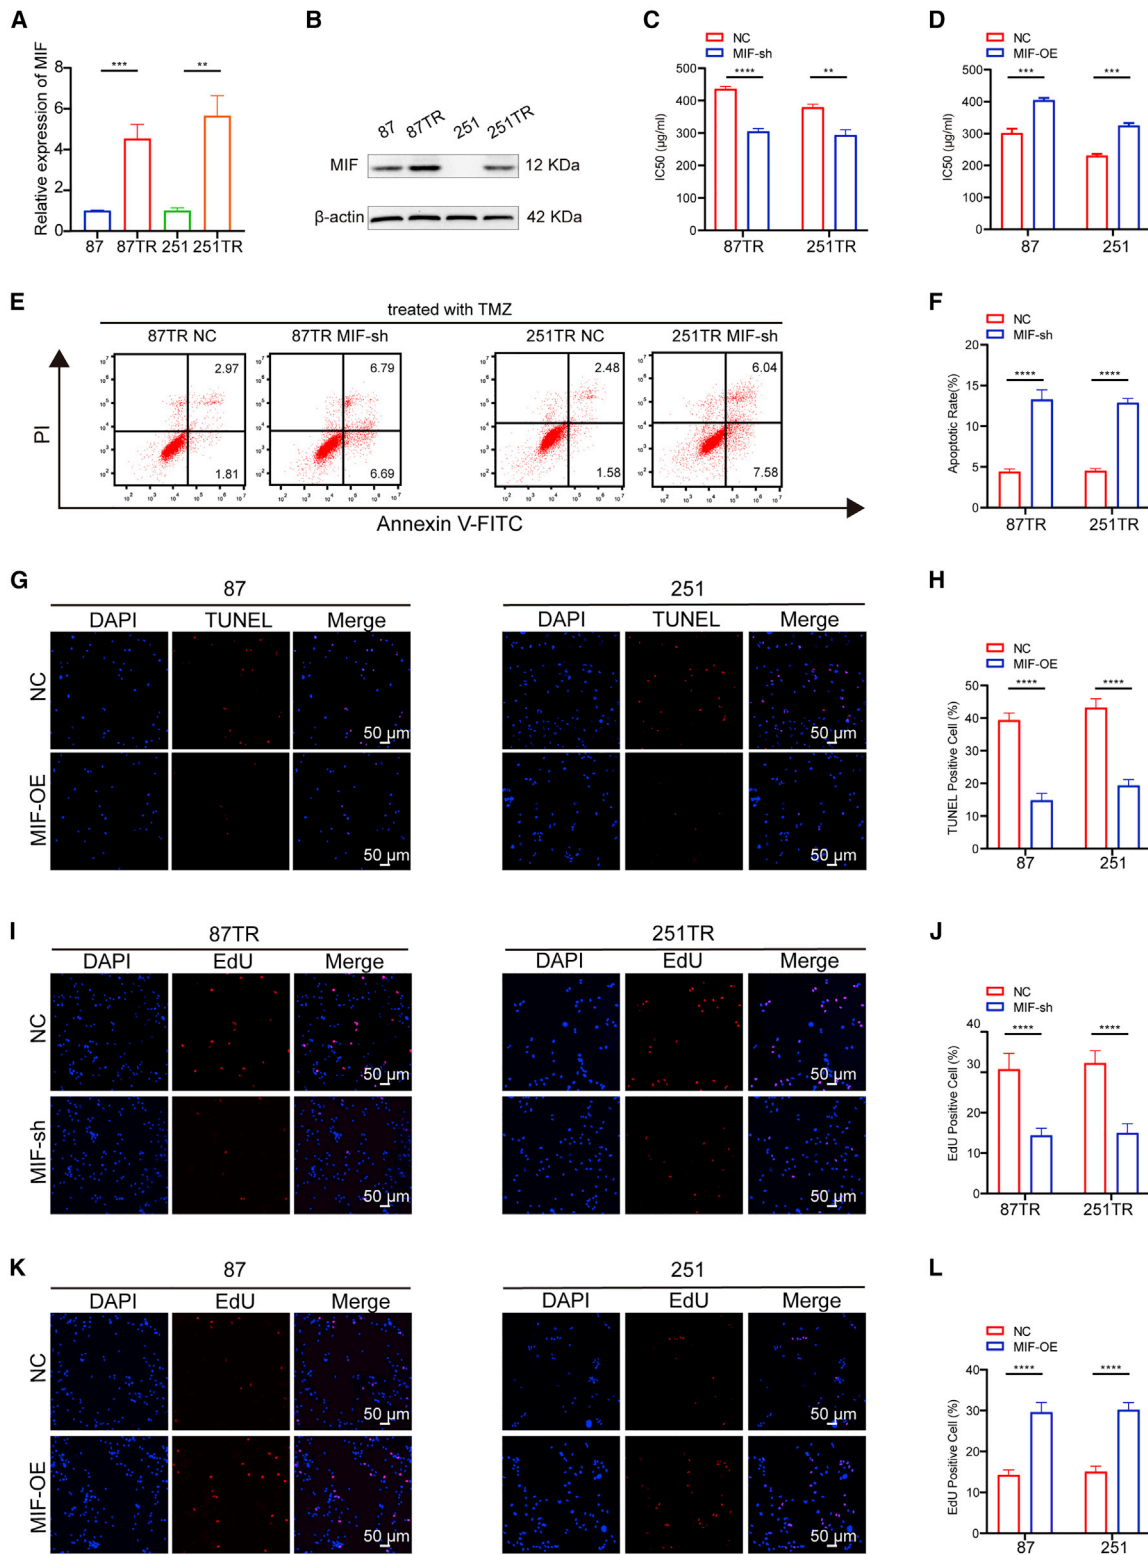 A
Relative expression of MIF
8
6
4
2
0
***
**
87 87TR 251 251TR
B
87 87TR 251 251TR
MIF 12 KDa
β-actin 42 KDa
C
NC
MIF-sh
IC50 (μg/ml)
500
400
300
200
100
0
****
**
87TR 251TR
D
NC
MIF-OE
IC50 (μg/ml)
500
400
300
200
100
0
***
***
87 251
E
treated with TMZ
87TR NC 87TR MIF-sh 251TR NC 251TR MIF-sh
2.97 6.79 2.48 6.04
1.81 6.69 1.58 7.58
PI
Annexin V-FITC
F
NC
MIF-sh
Apoptotic Rate(%)
20
15
10
5
0
****
****
87TR 251TR
G
87 251
DAPI TUNEL Merge DAPI TUNEL Merge
NC
50 μm 50 μm
MIF-OE
50 μm 50 μm
H
NC
MIF-OE
TUNEL Positive Cell (%)
50
40
30
20
10
0
****
****
87 251
I
87TR 251TR
DAPI EdU Merge DAPI EdU Merge
NC
50 μm 50 μm
MIF-sh
50 μm 50 μm
J
NC
MIF-sh
EdU Positive Cell (%)
40
30
20
10
0
****
****
87TR 251TR
K
87 251
DAPI EdU Merge DAPI EdU Merge
NC
50 μm 50 μm
MIF-OE
50 μm 50 μm
L
NC
MIF-OE
EdU Positive Cell (%)
40
30
20
10
0
****
****
87 251